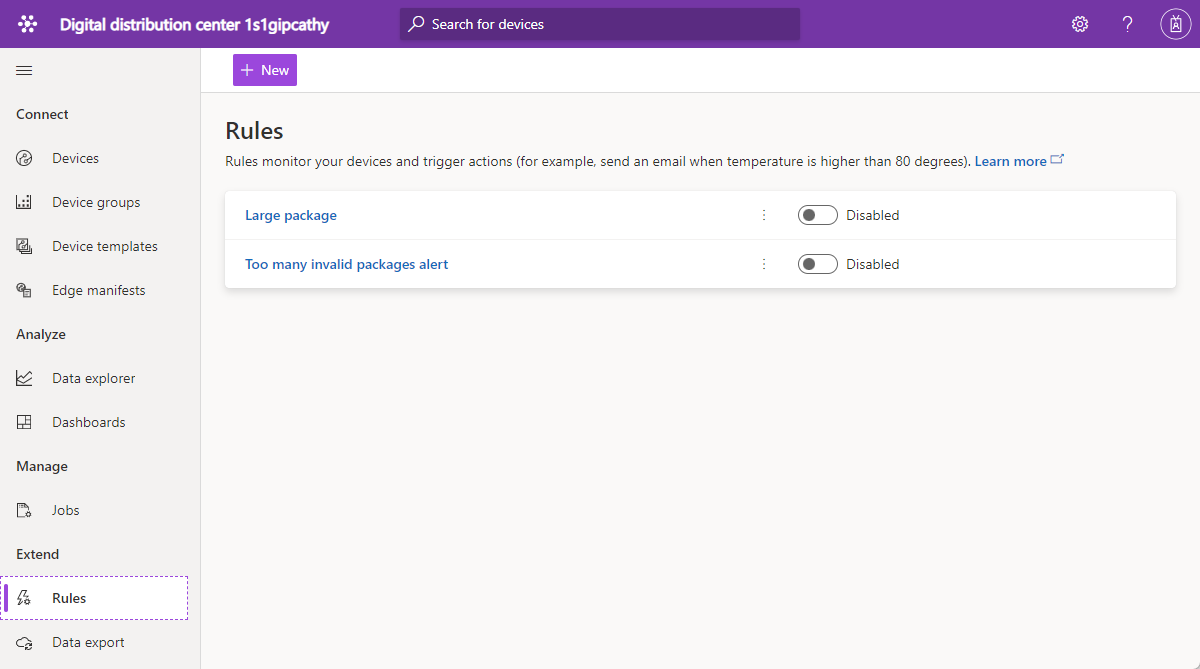 Digital distribution center 1s1gipcathy
Search for devices
?
New
Connect
Devices
Device groups
Device templates
Edge manifests
Analyze
Data explorer
Dashboards
Manage
Jobs
Extend
Rules
Data export
Rules
Rules monitor your devices and trigger actions (for example, send an email when temperature is higher than 80 degrees). Learn more
Large package
Disabled
Too many invalid packages alert
Disabled